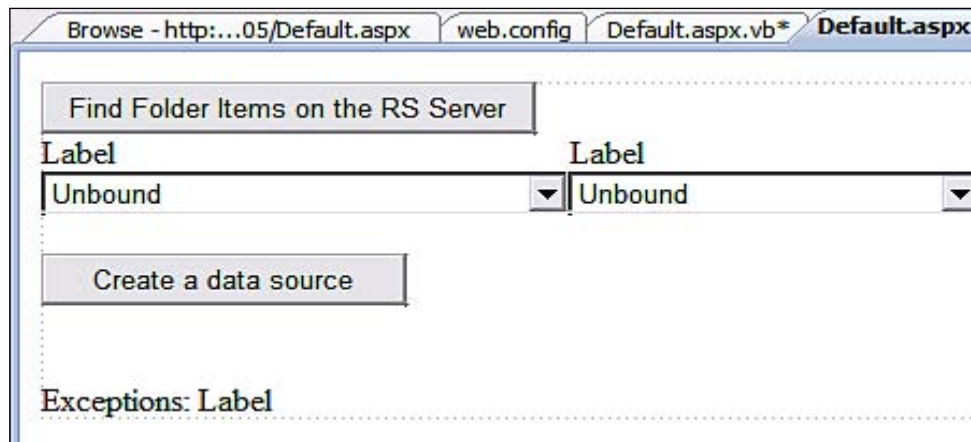 Browse - http:...05/Default.aspx web.config Default.aspx.vb* Default.aspx
Find Folder Items on the RS Server
Label Label
Unbound Unbound
Create a data source
Exceptions: Label